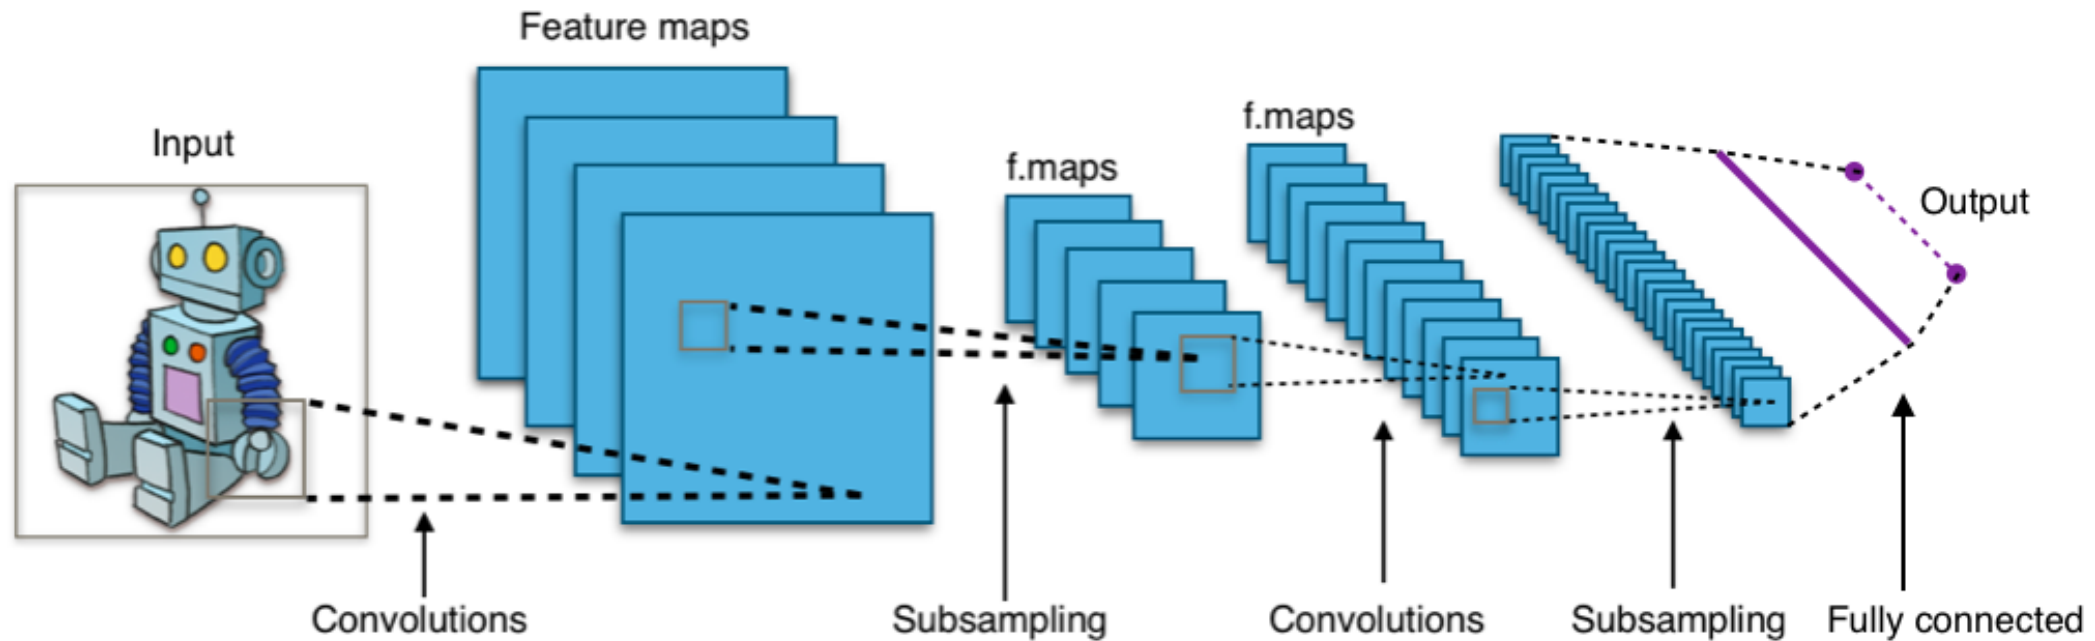 Feature maps
f.maps
Input
f.maps
Output
Convolutions
Subsampling
Convolutions
Subsampling
Fully connected